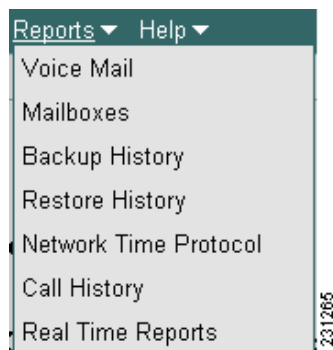 Reports Help
Voice Mail
Mailboxes
Backup History
Restore History
Network Time Protocol
Call History
Real Time Reports
231265